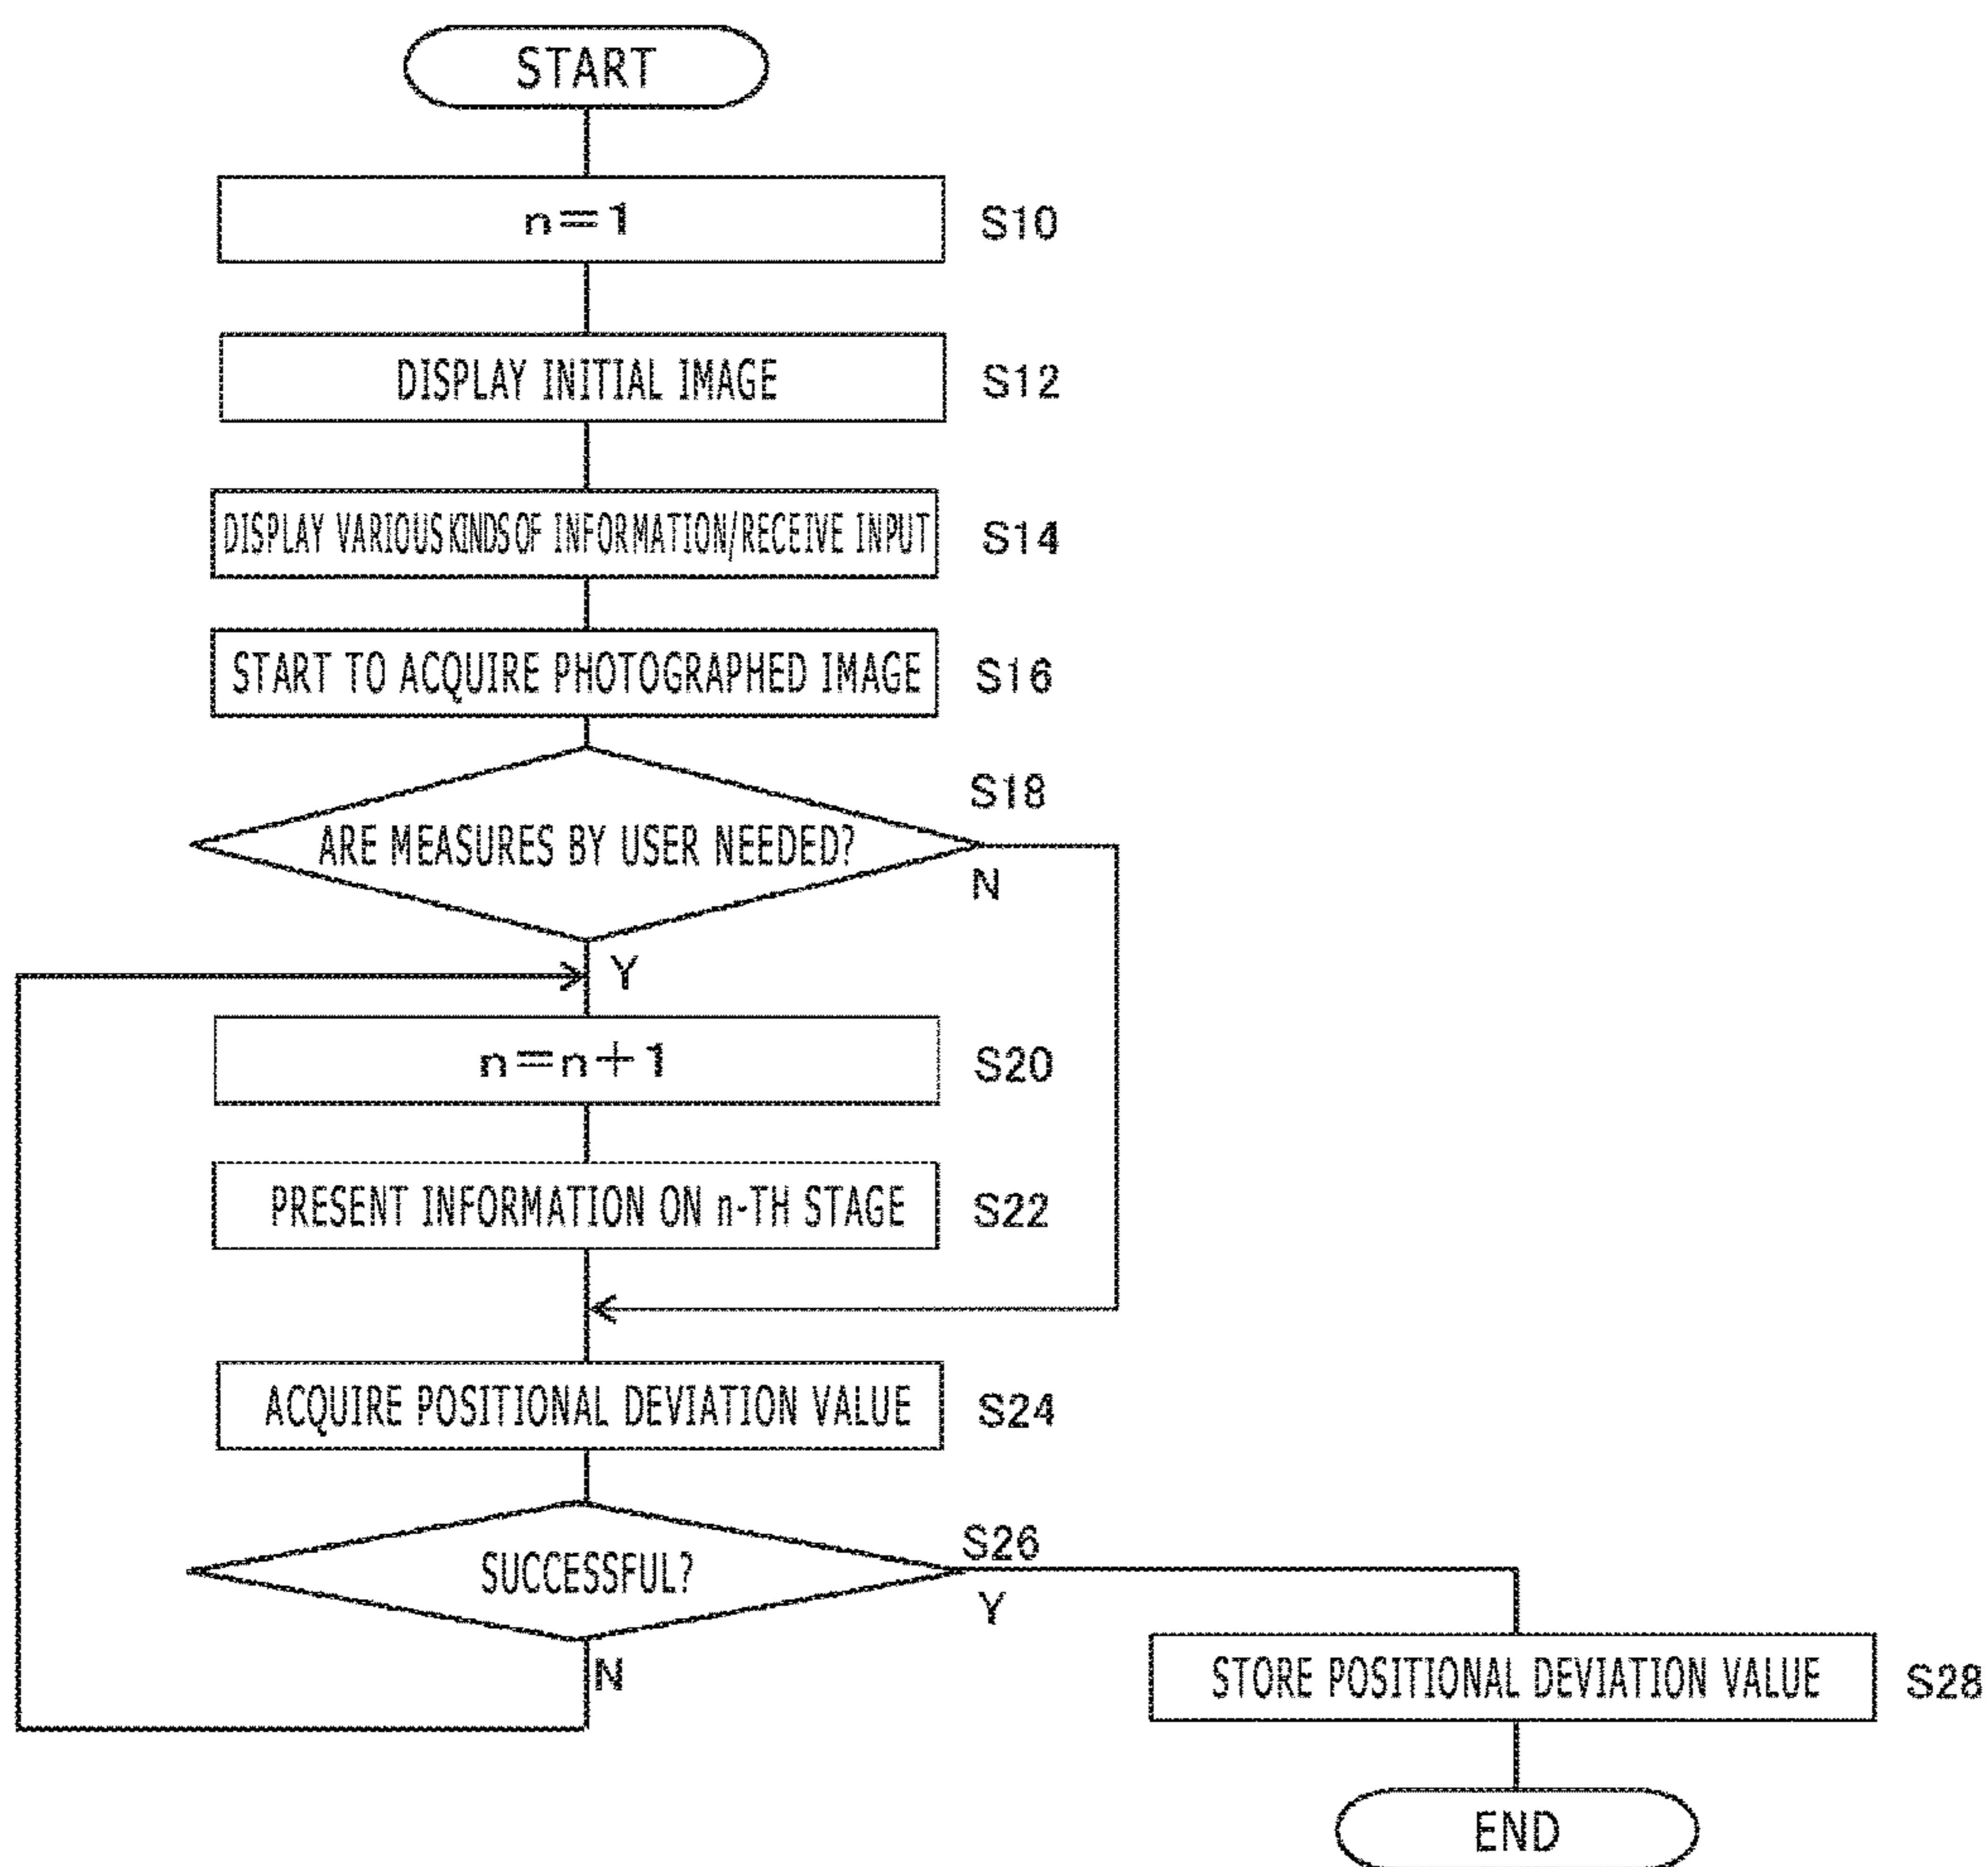 START
n=1
S10
DISPLAY INITIAL IMAGE
S12
DISPLAY VARIOUS KINDS OF INFORMATION/RECEIVE INPUT
S14
START TO ACQUIRE PHOTOGRAPHED IMAGE
S16
S18
ARE MEASURES BY USER NEEDED?
N
Y
n=n+1
S20
PRESENT INFORMATION ON n-TH STAGE
S22
ACQUIRE POSITIONAL DEVIATION VALUE
S24
SUCCESSFUL?
S26
Y
N
STORE POSITIONAL DEVIATION VALUE
S28
END